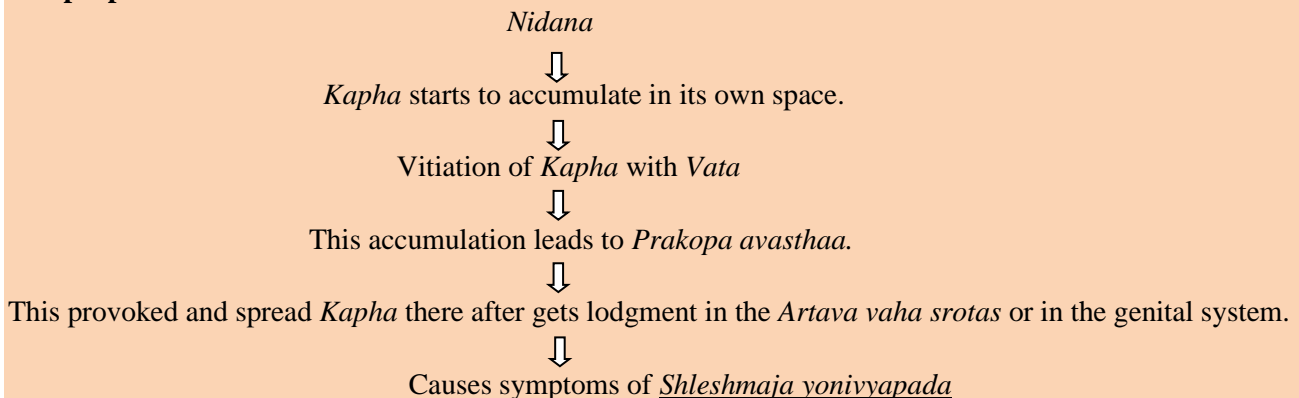 Nidana
Kapha starts to accumulate in its own space.
Vitiation of Kapha with Vata
This accumulation leads to Prakopa avasthaa.
This provoked and spread Kapha there after gets lodgment in the Artava vaha srotas or in the genital system.
Causes symptoms of Shleshmaja yonivyapada